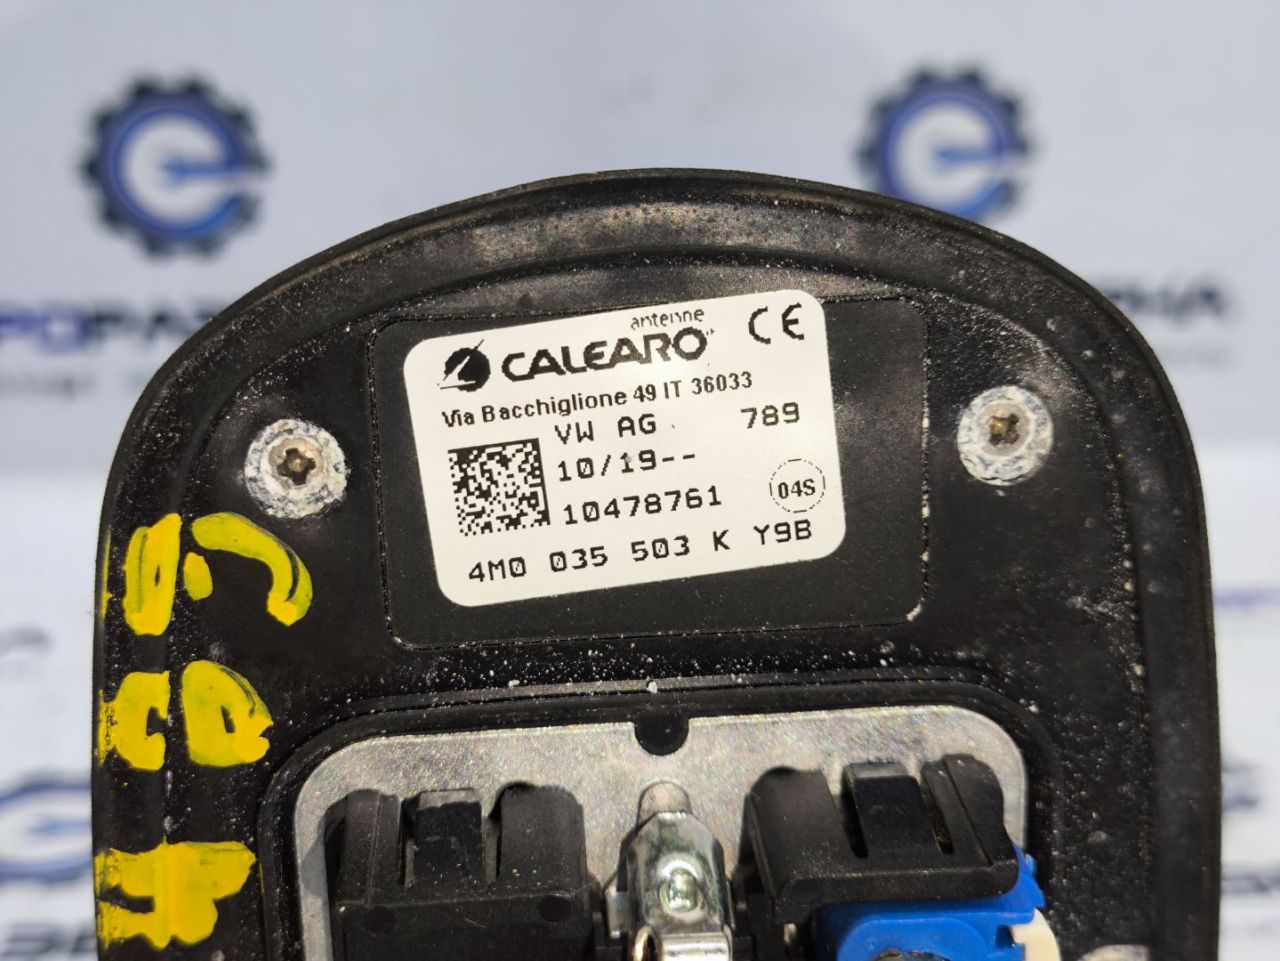 antenne
CALEARO
CE
Via Bacchiglione 49 IT 36033
VW AG 789
10/19--
10478761 04S
4M0 035 503 K Y9B